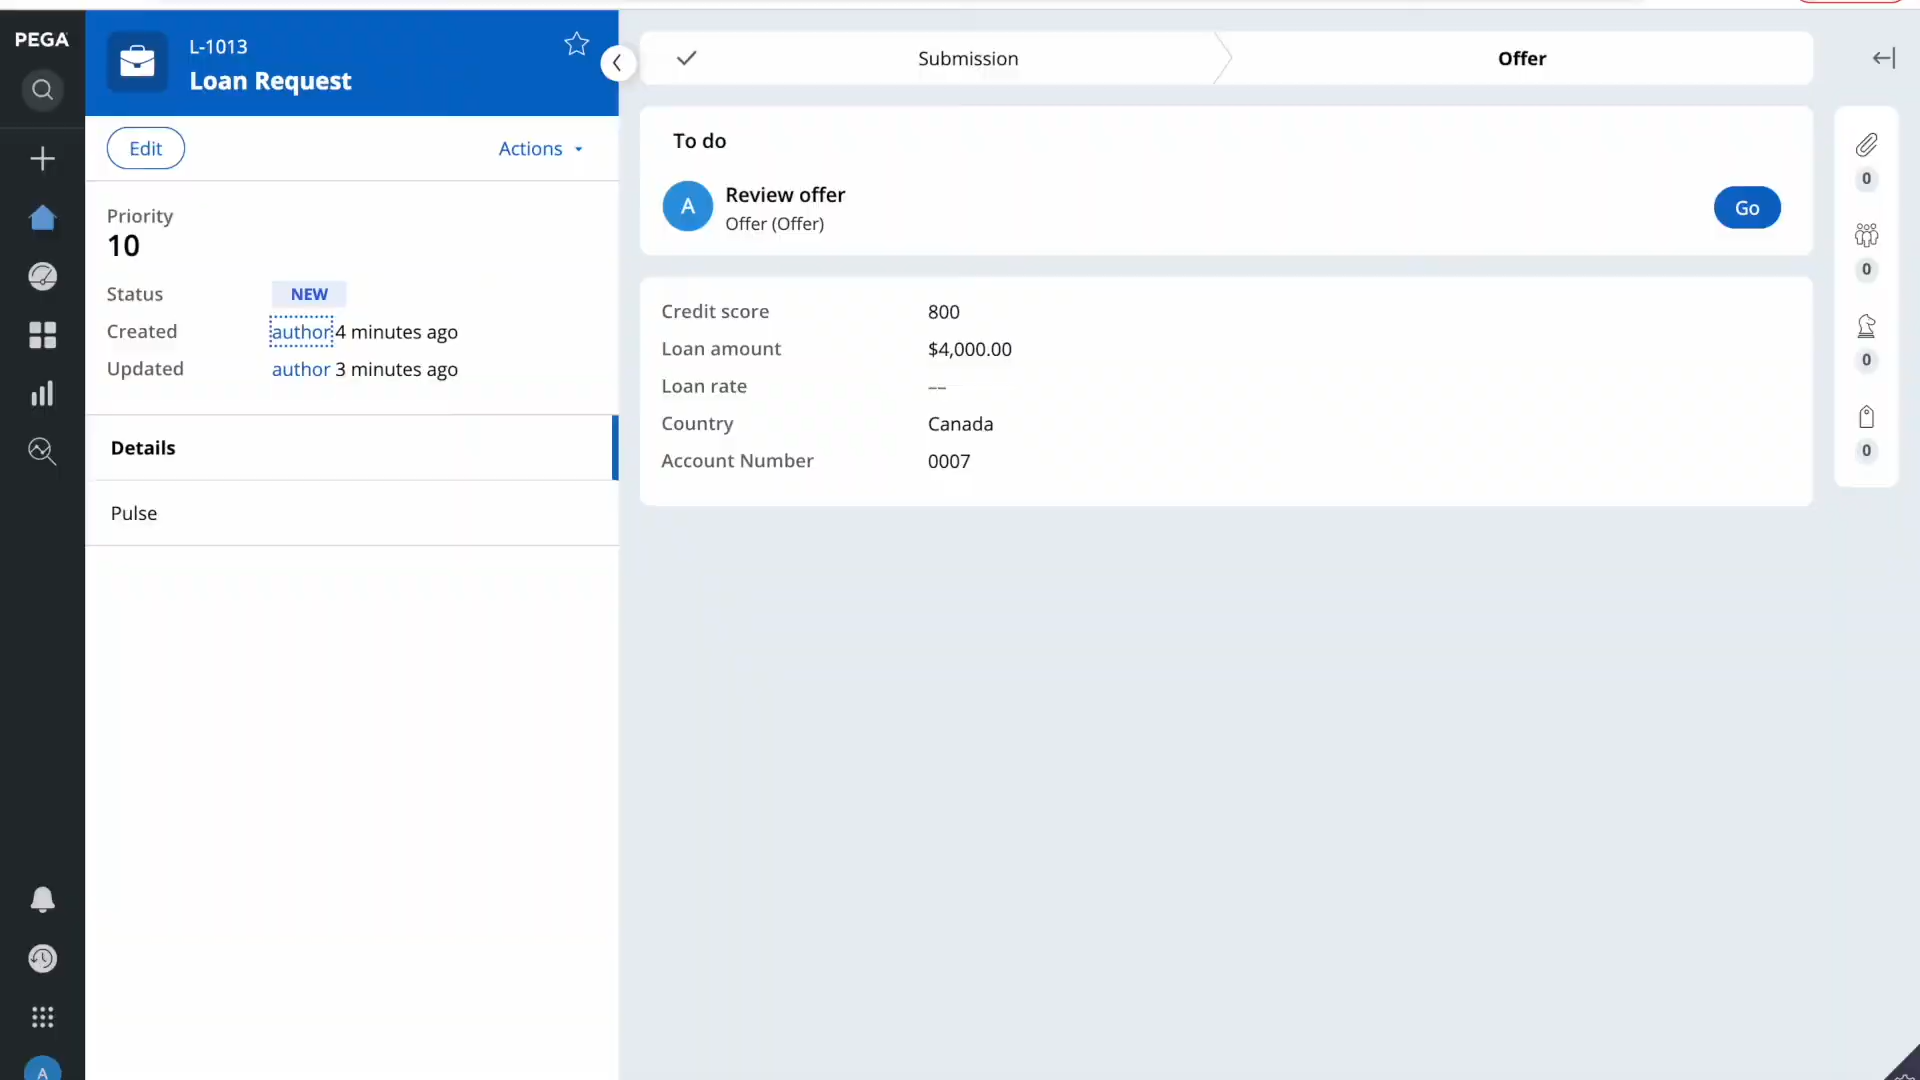 PEGA
L-1013
Loan Request
Edit
Actions
Priority
10
Status NEW
Created author 4 minutes ago
Updated author 3 minutes ago
Details
Pulse
A
Submission
Offer
To do
A
Review offer
Offer (Offer)
Go
Credit score 800
Loan amount $4,000.00
Loan rate ––
Country Canada
Account Number 0007
0
0
0
0